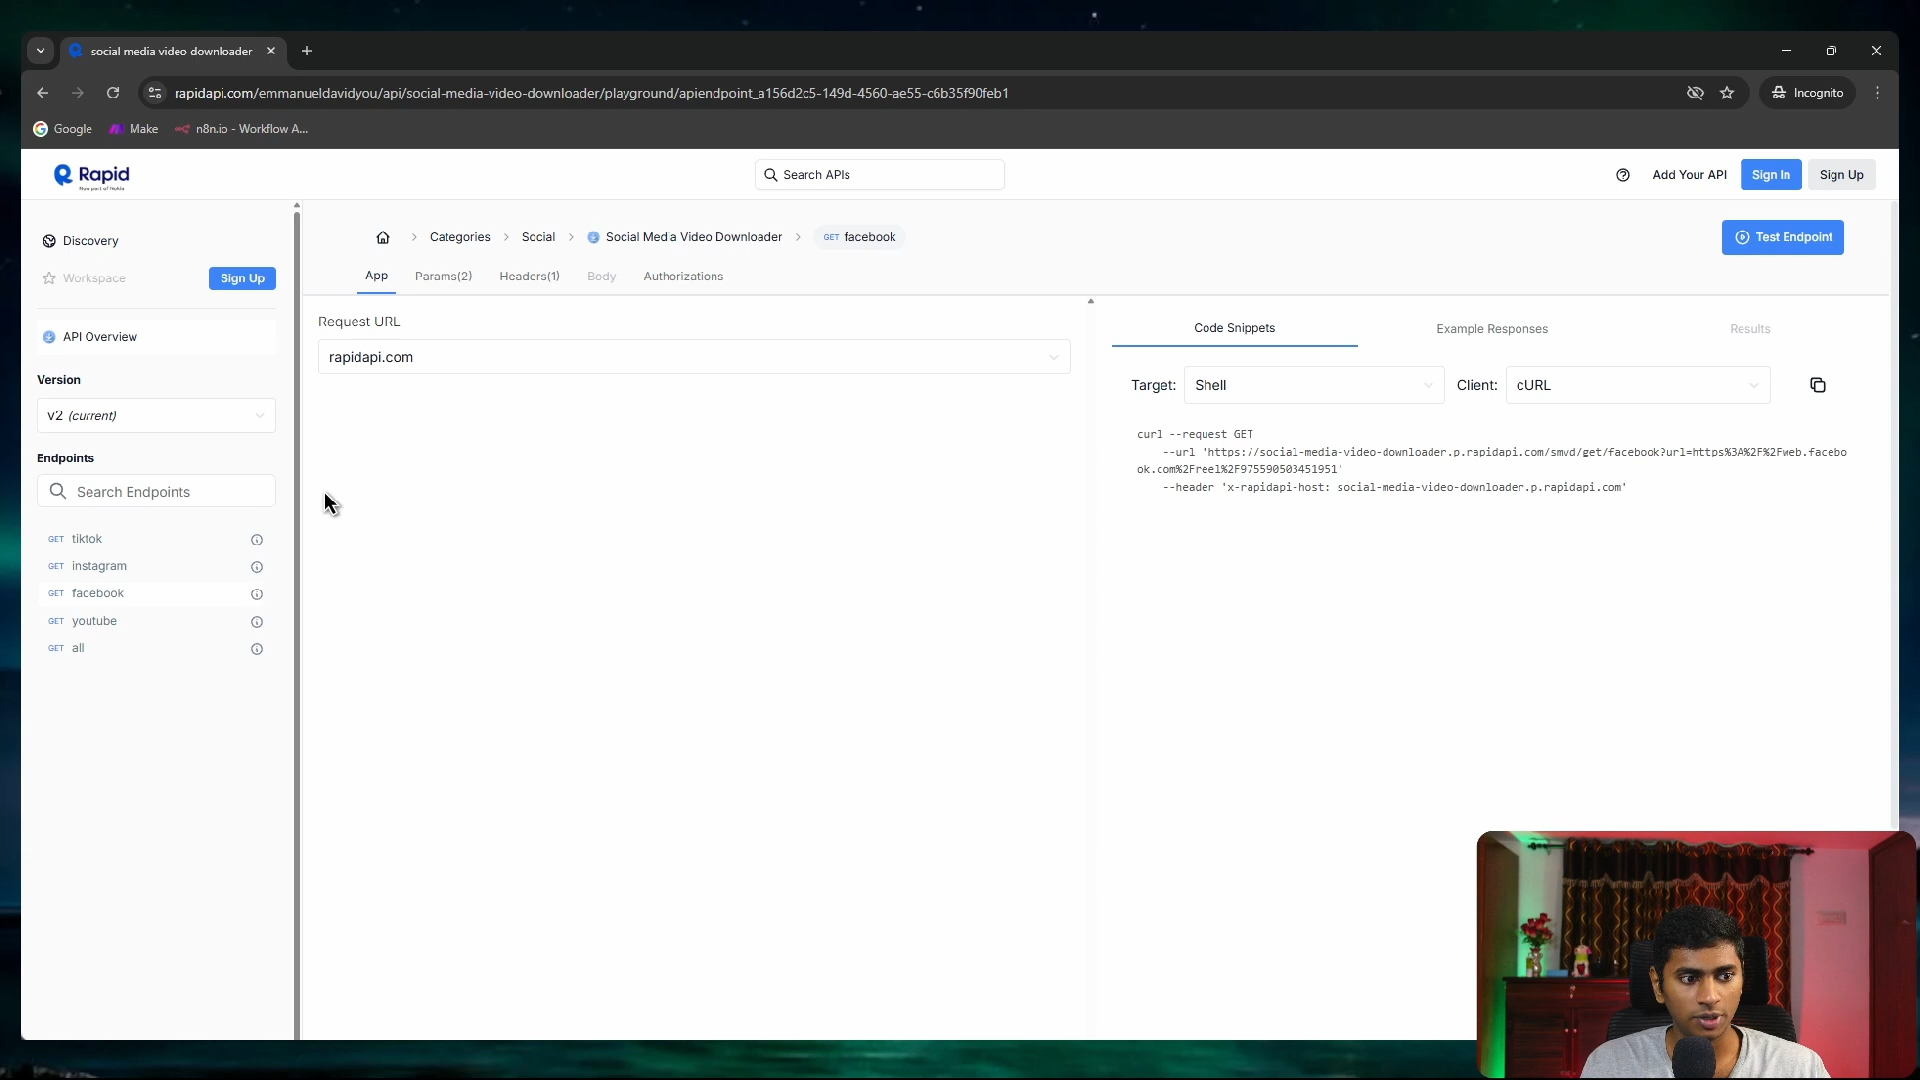 social media video downloader
rapidapi.com/emmanueldavidyou/api/social-media-video-downloader/playground/apiendpoint_a156d2c5-149d-4560-ae55-c6b35f90feb1
Incognito
Google
Make
n8n.io - Workflow A...
Rapid
Search APIs
Add Your API
Sign In
Sign Up
Discovery
Workspace
Sign Up
Categories
Social
Social Media Video Downloader
GET facebook
Test Endpoint
App
Params(2)
Headers(1)
Body
Authorizations
API Overview
Version
v2 (current)
Endpoints
Search Endpoints
GET tiktok
GET instagram
GET facebook
GET youtube
GET all
Request URL
rapidapi.com
Code Snippets
Example Responses
Results
Target: Shell
Client: cURL
curl --request GET
--url 'https://social-media-video-downloader.p.rapidapi.com/smvd/get/facebook?url=https%3A%2F%2Fweb.facebo
ok.com%2Freel%2F975590503451951'
--header 'x-rapidapi-host: social-media-video-downloader.p.rapidapi.com'